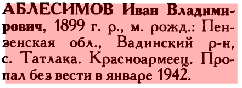 АБЛЕСИМОВ Иван Владими-
рович, 1899 г. р., м. рожд.: Пен-
зенская обл., Вадинский р-н,
с. Татлака. Красноармеец. Про-
пал без вести в январе 1942.